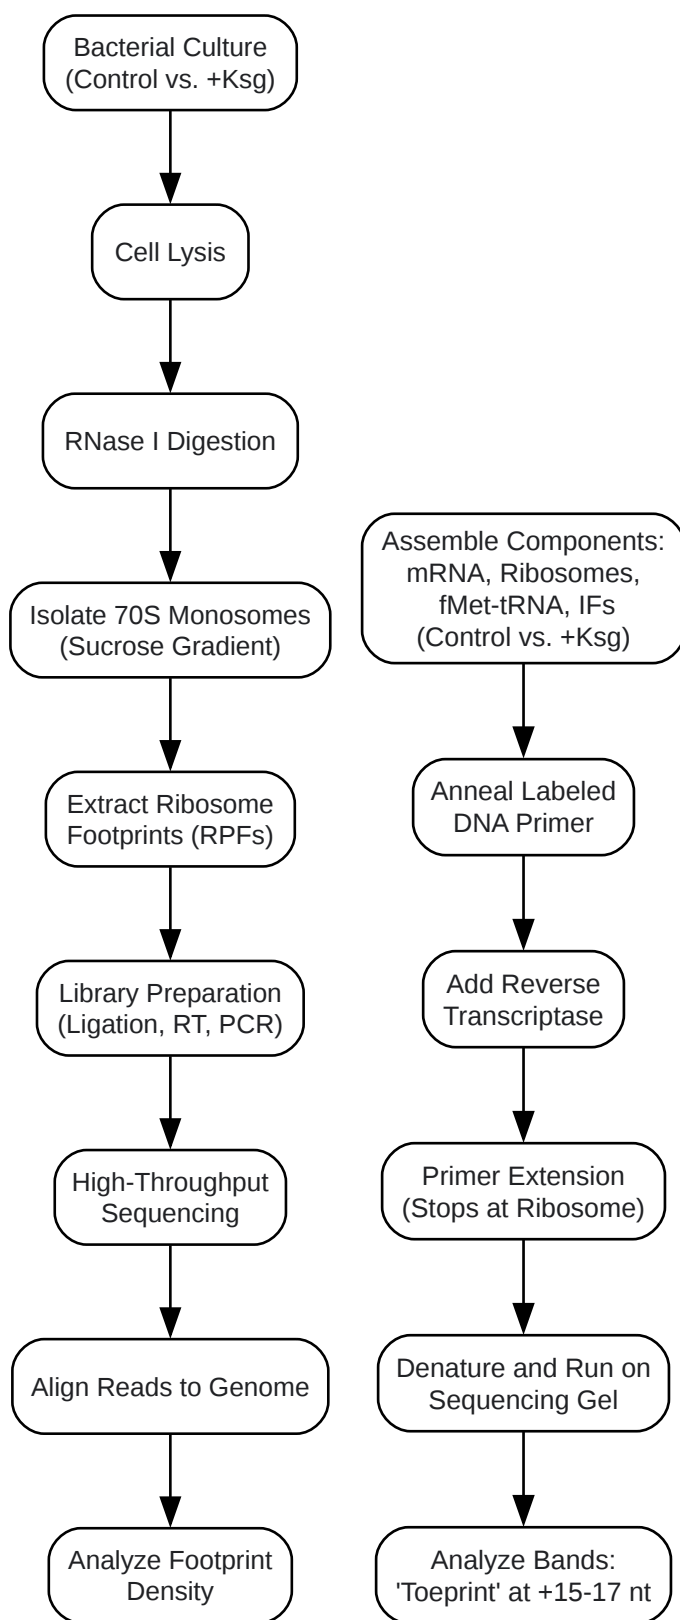 Bacterial Culture
(Control vs. +Ksg)
Cell Lysis
RNase I Digestion
Isolate 70S Monosomes
(Sucrose Gradient)
Extract Ribosome
Footprints (RPFs)
Library Preparation
(Ligation, RT, PCR)
High-Throughput
Sequencing
Align Reads to Genome
Analyze Footprint
Density
Assemble Components:
mRNA, Ribosomes,
fMet-tRNA, IFs
(Control vs. +Ksg)
Anneal Labeled
DNA Primer
Add Reverse
Transcriptase
Primer Extension
(Stops at Ribosome)
Denature and Run on
Sequencing Gel
Analyze Bands:
'Toeprint' at +15-17 nt